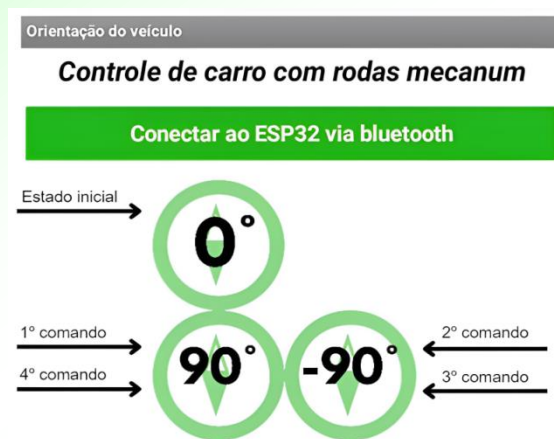 Orientação do veículo
Controle de carro com rodas mecanum
Conectar ao ESP32 via bluetooth
Estado inicial
0°
1º comando
4º comando
90°
-90°
2º comando
3º comando